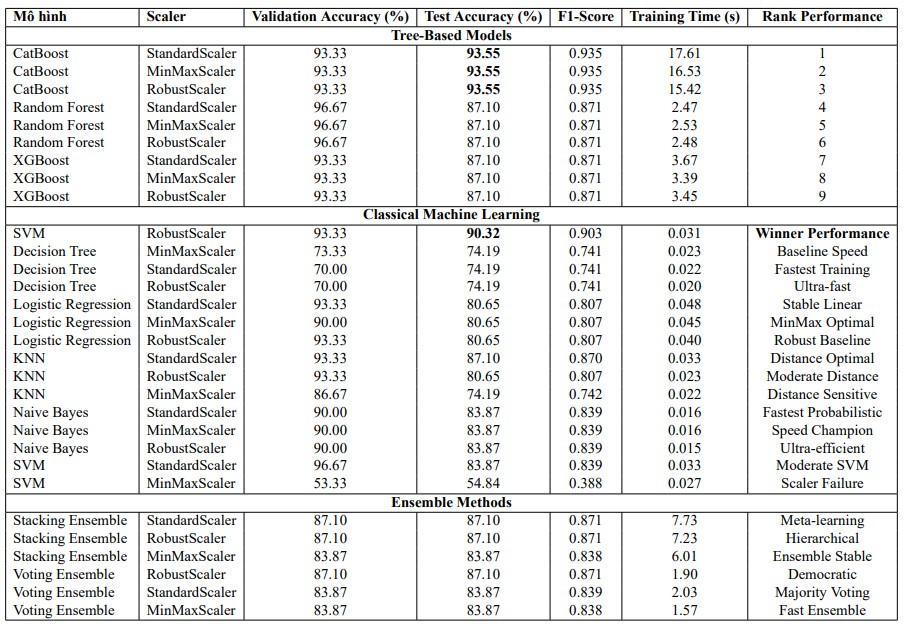 Mô hình Scaler Validation Accuracy (%) Test Accuracy (%) F1-Score Training Time (s) Rank Performance
Tree-Based Models
CatBoost StandardScaler 93.33 93.55 0.935 17.61 1
CatBoost MinMaxScaler 93.33 93.55 0.935 16.53 2
CatBoost RobustScaler 93.33 93.55 0.935 15.42 3
Random Forest StandardScaler 96.67 87.10 0.871 2.47 4
Random Forest MinMaxScaler 96.67 87.10 0.871 2.53 5
Random Forest RobustScaler 96.67 87.10 0.871 2.48 6
XGBoost StandardScaler 93.33 87.10 0.871 3.67 7
XGBoost MinMaxScaler 93.33 87.10 0.871 3.39 8
XGBoost RobustScaler 93.33 87.10 0.871 3.45 9
Classical Machine Learning
SVM RobustScaler 93.33 90.32 0.903 0.031 Winner Performance
Decision Tree MinMaxScaler 73.33 74.19 0.741 0.023 Baseline Speed
Decision Tree StandardScaler 70.00 74.19 0.741 0.022 Fastest Training
Decision Tree RobustScaler 70.00 74.19 0.741 0.020 Ultra-fast
Logistic Regression StandardScaler 93.33 80.65 0.807 0.048 Stable Linear
Logistic Regression MinMaxScaler 90.00 80.65 0.807 0.045 MinMax Optimal
Logistic Regression RobustScaler 93.33 80.65 0.807 0.040 Robust Baseline
KNN StandardScaler 93.33 87.10 0.870 0.033 Distance Optimal
KNN RobustScaler 93.33 80.65 0.807 0.023 Moderate Distance
KNN MinMaxScaler 86.67 74.19 0.742 0.022 Distance Sensitive
Naive Bayes StandardScaler 90.00 83.87 0.839 0.016 Fastest Probabilistic
Naive Bayes MinMaxScaler 90.00 83.87 0.839 0.016 Speed Champion
Naive Bayes RobustScaler 90.00 83.87 0.839 0.015 Ultra-efficient
SVM StandardScaler 96.67 83.87 0.839 0.033 Moderate SVM
SVM MinMaxScaler 53.33 54.84 0.388 0.027 Scaler Failure
Ensemble Methods
Stacking Ensemble StandardScaler 87.10 87.10 0.871 7.73 Meta-learning
Stacking Ensemble RobustScaler 87.10 87.10 0.871 7.23 Hierarchical
Stacking Ensemble MinMaxScaler 83.87 83.87 0.838 6.01 Ensemble Stable
Voting Ensemble RobustScaler 87.10 87.10 0.871 1.90 Democratic
Voting Ensemble StandardScaler 83.87 83.87 0.839 2.03 Majority Voting
Voting Ensemble MinMaxScaler 83.87 83.87 0.838 1.57 Fast Ensemble